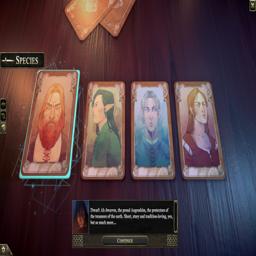 Species
Dwarf: Ah dwarves, the proud Angroshim, the protectors of
the treasures of the earth. Short, stony and tradition-loving, yes,
but so much more...
Continue